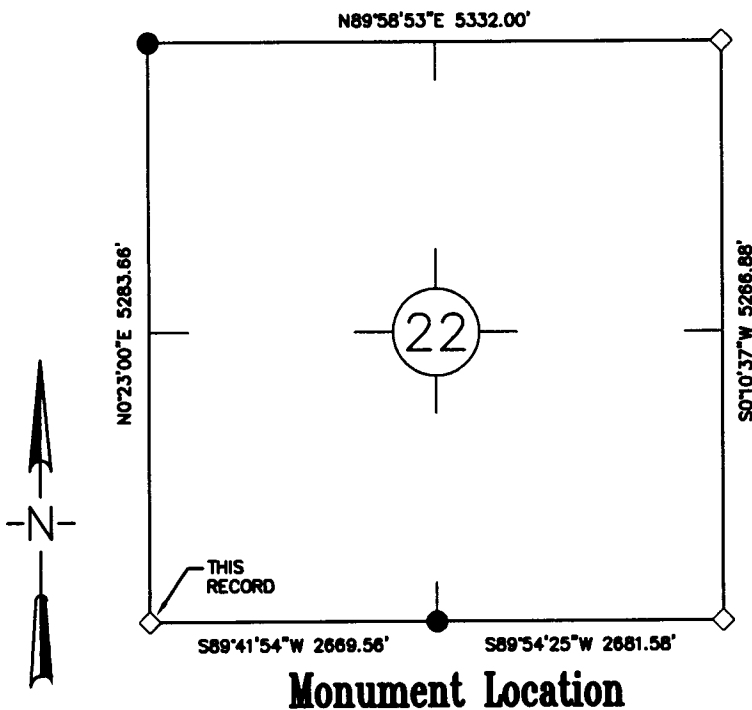 N89°58'53"E 5332.00'
N0°23'00"E 5283.66'
22
S0°10'37"W 5266.88'
-N-
THIS
RECORD
S89°41'54"W 2669.56'
S89°54'25"W 2681.58'
Monument Location